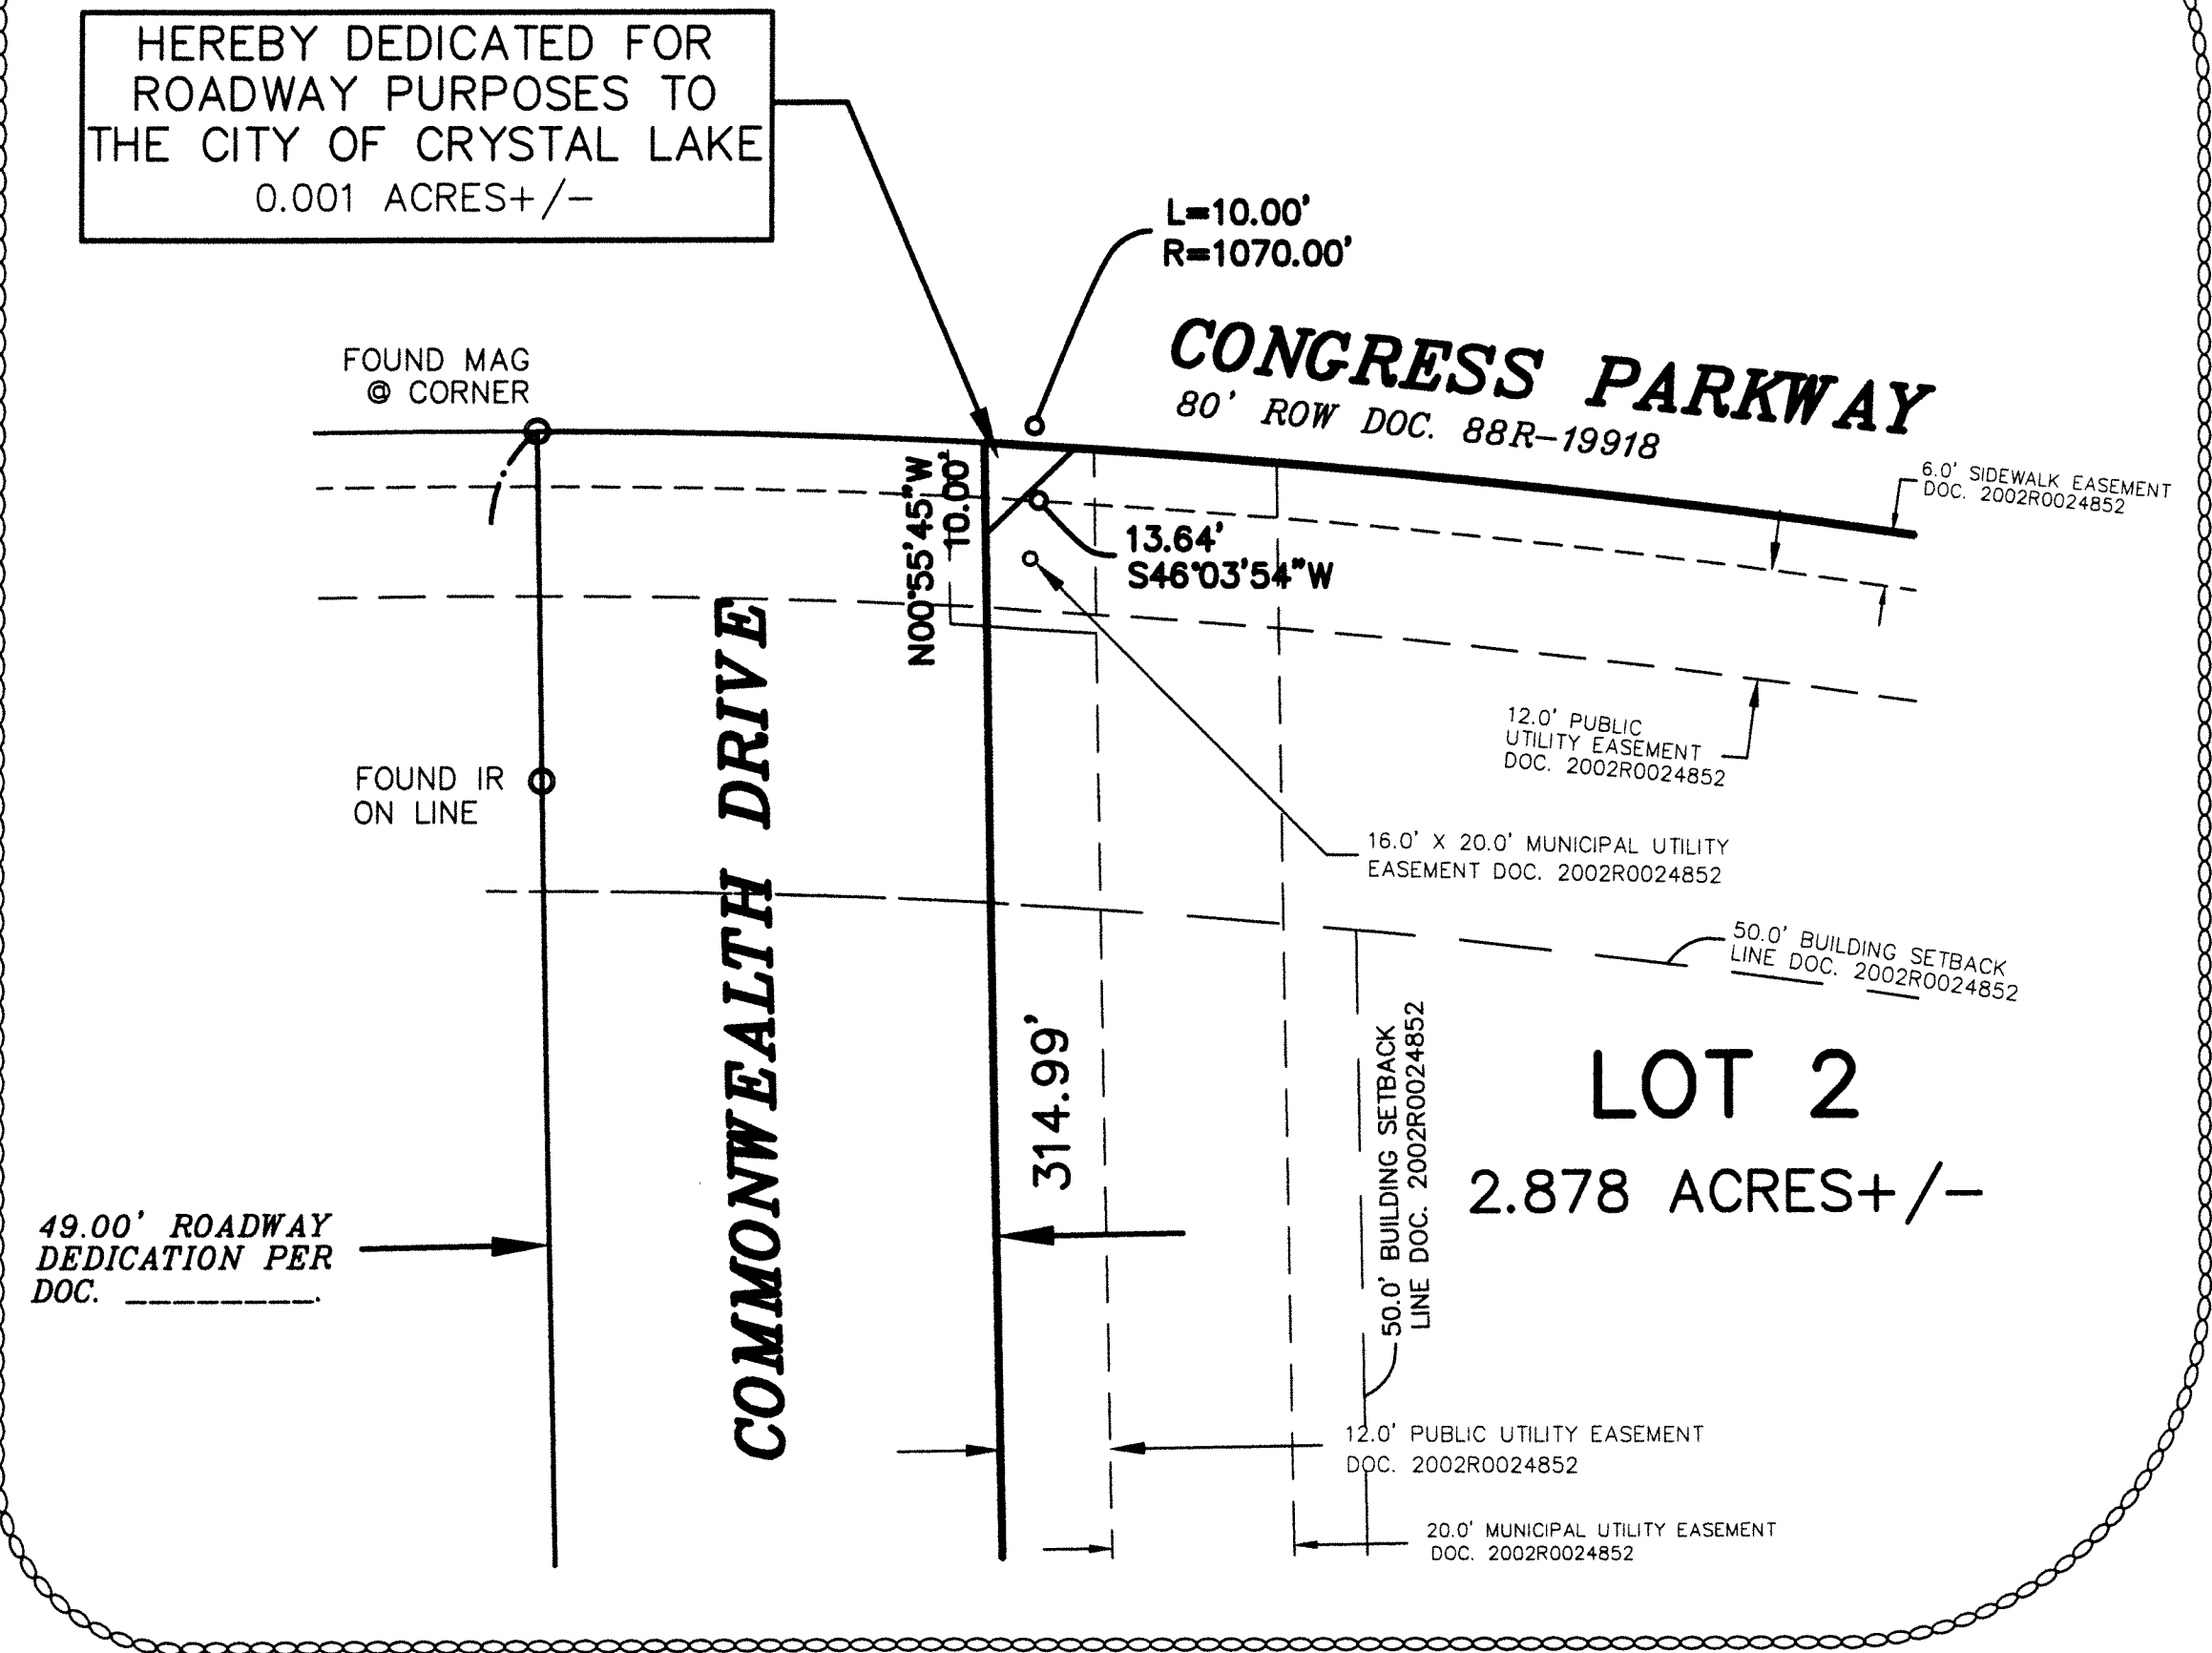 HEREBY DEDICATED FOR
ROADWAY PURPOSES TO
THE CITY OF CRYSTAL LAKE
0.001 ACRES+/-
L=10.00'
R=1070.00'
FOUND MAG
@ CORNER
CONGRESS PARKWAY
80' ROW DOC. 88R-19918
6.0' SIDEWALK EASEMENT
DOC. 2002R0024852
N00°55'45"W
10.00'
13.64'
S46°03'54"W
COMMONWEALTH DRIVE
12.0' PUBLIC
UTILITY EASEMENT
DOC. 2002R0024852
FOUND IR
ON LINE
16.0' X 20.0' MUNICIPAL UTILITY
EASEMENT DOC. 2002R0024852
50.0' BUILDING SETBACK
LINE DOC. 2002R0024852
314.99'
50.0' BUILDING SETBACK
LINE DOC. 2002R0024852
LOT 2
2.878 ACRES+/-
49.00' ROADWAY
DEDICATION PER
DOC. _________.
12.0' PUBLIC UTILITY EASEMENT
DOC. 2002R0024852
20.0' MUNICIPAL UTILITY EASEMENT
DOC. 2002R0024852